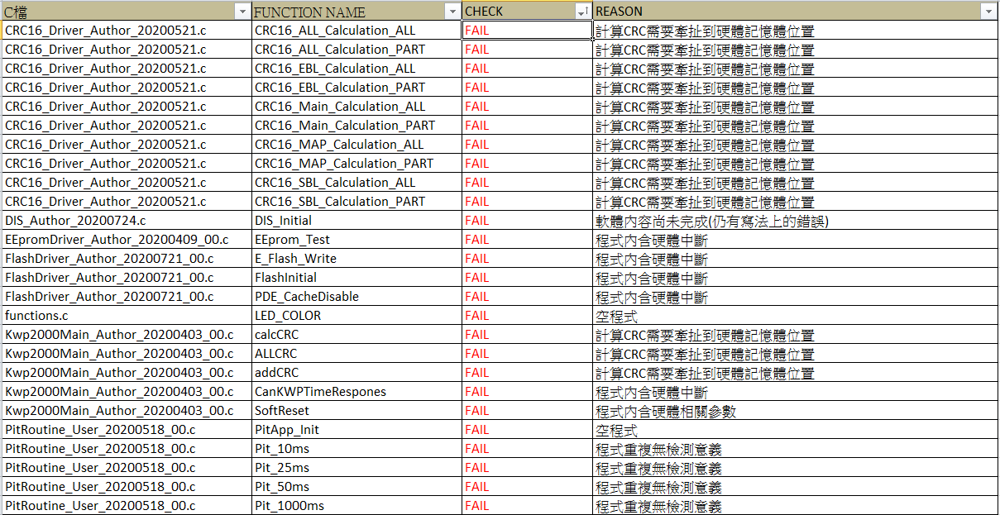 C檔 FUNCTION NAME CHECK REASON
CRC16_Driver_Author_20200521.c CRC16_ALL_Calculation_ALL FAIL 計算CRC需要牽扯到硬體記憶體位置
CRC16_Driver_Author_20200521.c CRC16_ALL_Calculation_PART FAIL 計算CRC需要牽扯到硬體記憶體位置
CRC16_Driver_Author_20200521.c CRC16_EBL_Calculation_ALL FAIL 計算CRC需要牽扯到硬體記憶體位置
CRC16_Driver_Author_20200521.c CRC16_EBL_Calculation_PART FAIL 計算CRC需要牽扯到硬體記憶體位置
CRC16_Driver_Author_20200521.c CRC16_Main_Calculation_ALL FAIL 計算CRC需要牽扯到硬體記憶體位置
CRC16_Driver_Author_20200521.c CRC16_Main_Calculation_PART FAIL 計算CRC需要牽扯到硬體記憶體位置
CRC16_Driver_Author_20200521.c CRC16_MAP_Calculation_ALL FAIL 計算CRC需要牽扯到硬體記憶體位置
CRC16_Driver_Author_20200521.c CRC16_MAP_Calculation_PART FAIL 計算CRC需要牽扯到硬體記憶體位置
CRC16_Driver_Author_20200521.c CRC16_SBL_Calculation_ALL FAIL 計算CRC需要牽扯到硬體記憶體位置
CRC16_Driver_Author_20200521.c CRC16_SBL_Calculation_PART FAIL 計算CRC需要牽扯到硬體記憶體位置
DIS_Author_20200724.c DIS_Initial FAIL 軟體內容尚未完成(仍有寫法上的錯誤)
EEpromDriver_Author_20200409_00.c EEprom_Test FAIL 程式內含硬體中斷
FlashDriver_Author_20200721_00.c E_Flash_Write FAIL 程式內含硬體中斷
FlashDriver_Author_20200721_00.c FlashInitial FAIL 程式內含硬體中斷
FlashDriver_Author_20200721_00.c PDE_CacheDisable FAIL 程式內含硬體中斷
functions.c LED_COLOR FAIL 空程式
Kwp2000Main_Author_20200403_00.c calcCRC FAIL 計算CRC需要牽扯到硬體記憶體位置
Kwp2000Main_Author_20200403_00.c ALLCRC FAIL 計算CRC需要牽扯到硬體記憶體位置
Kwp2000Main_Author_20200403_00.c addCRC FAIL 計算CRC需要牽扯到硬體記憶體位置
Kwp2000Main_Author_20200403_00.c CanKWPTimeRespones FAIL 程式內含硬體中斷
Kwp2000Main_Author_20200403_00.c SoftReset FAIL 程式內含硬體相關參數
PitRoutine_User_20200518_00.c PitApp_Init FAIL 空程式
PitRoutine_User_20200518_00.c Pit_10ms FAIL 程式重複無檢測意義
PitRoutine_User_20200518_00.c Pit_25ms FAIL 程式重複無檢測意義
PitRoutine_User_20200518_00.c Pit_50ms FAIL 程式重複無檢測意義
PitRoutine_User_20200518_00.c Pit_1000ms FAIL 程式重複無檢測意義